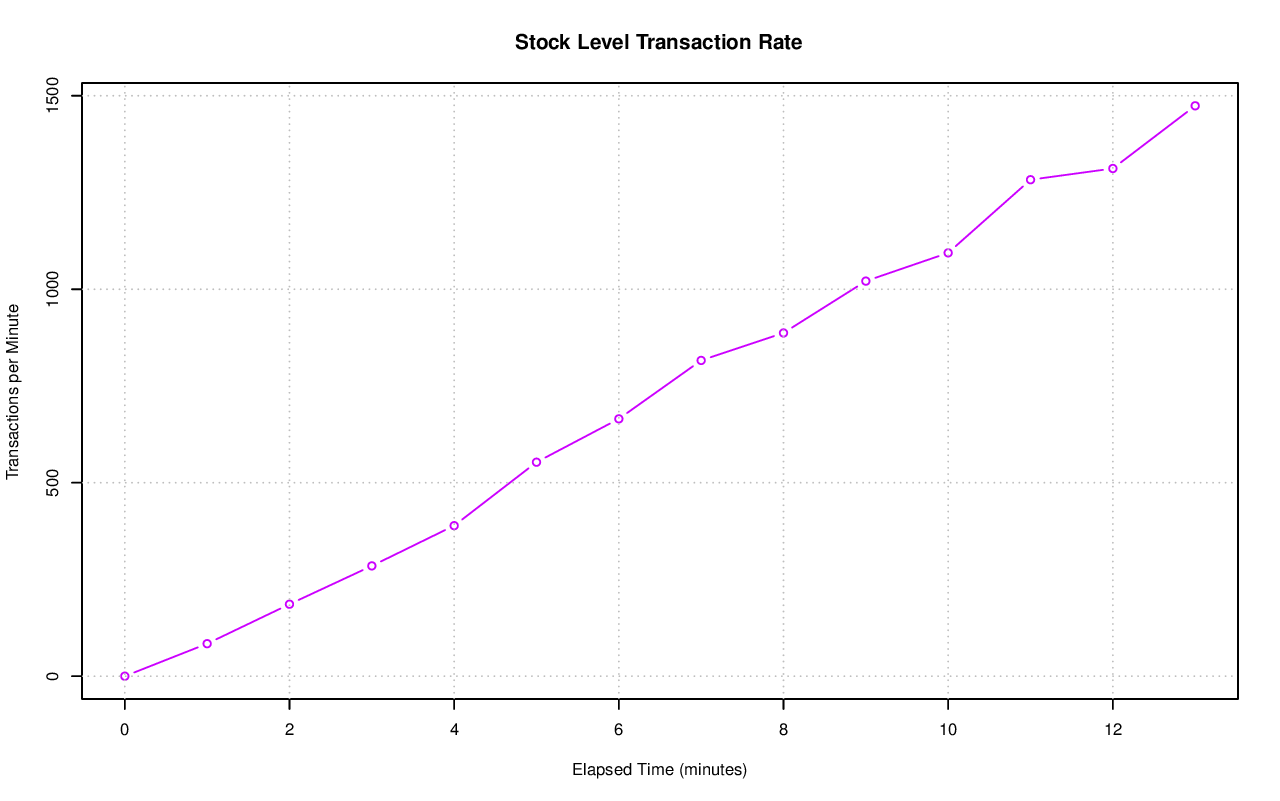 Stock Level Transaction Rate
Transactions per Minute
1500
1000
500
0
0 2 4 6 8 10 12
Elapsed Time (minutes)